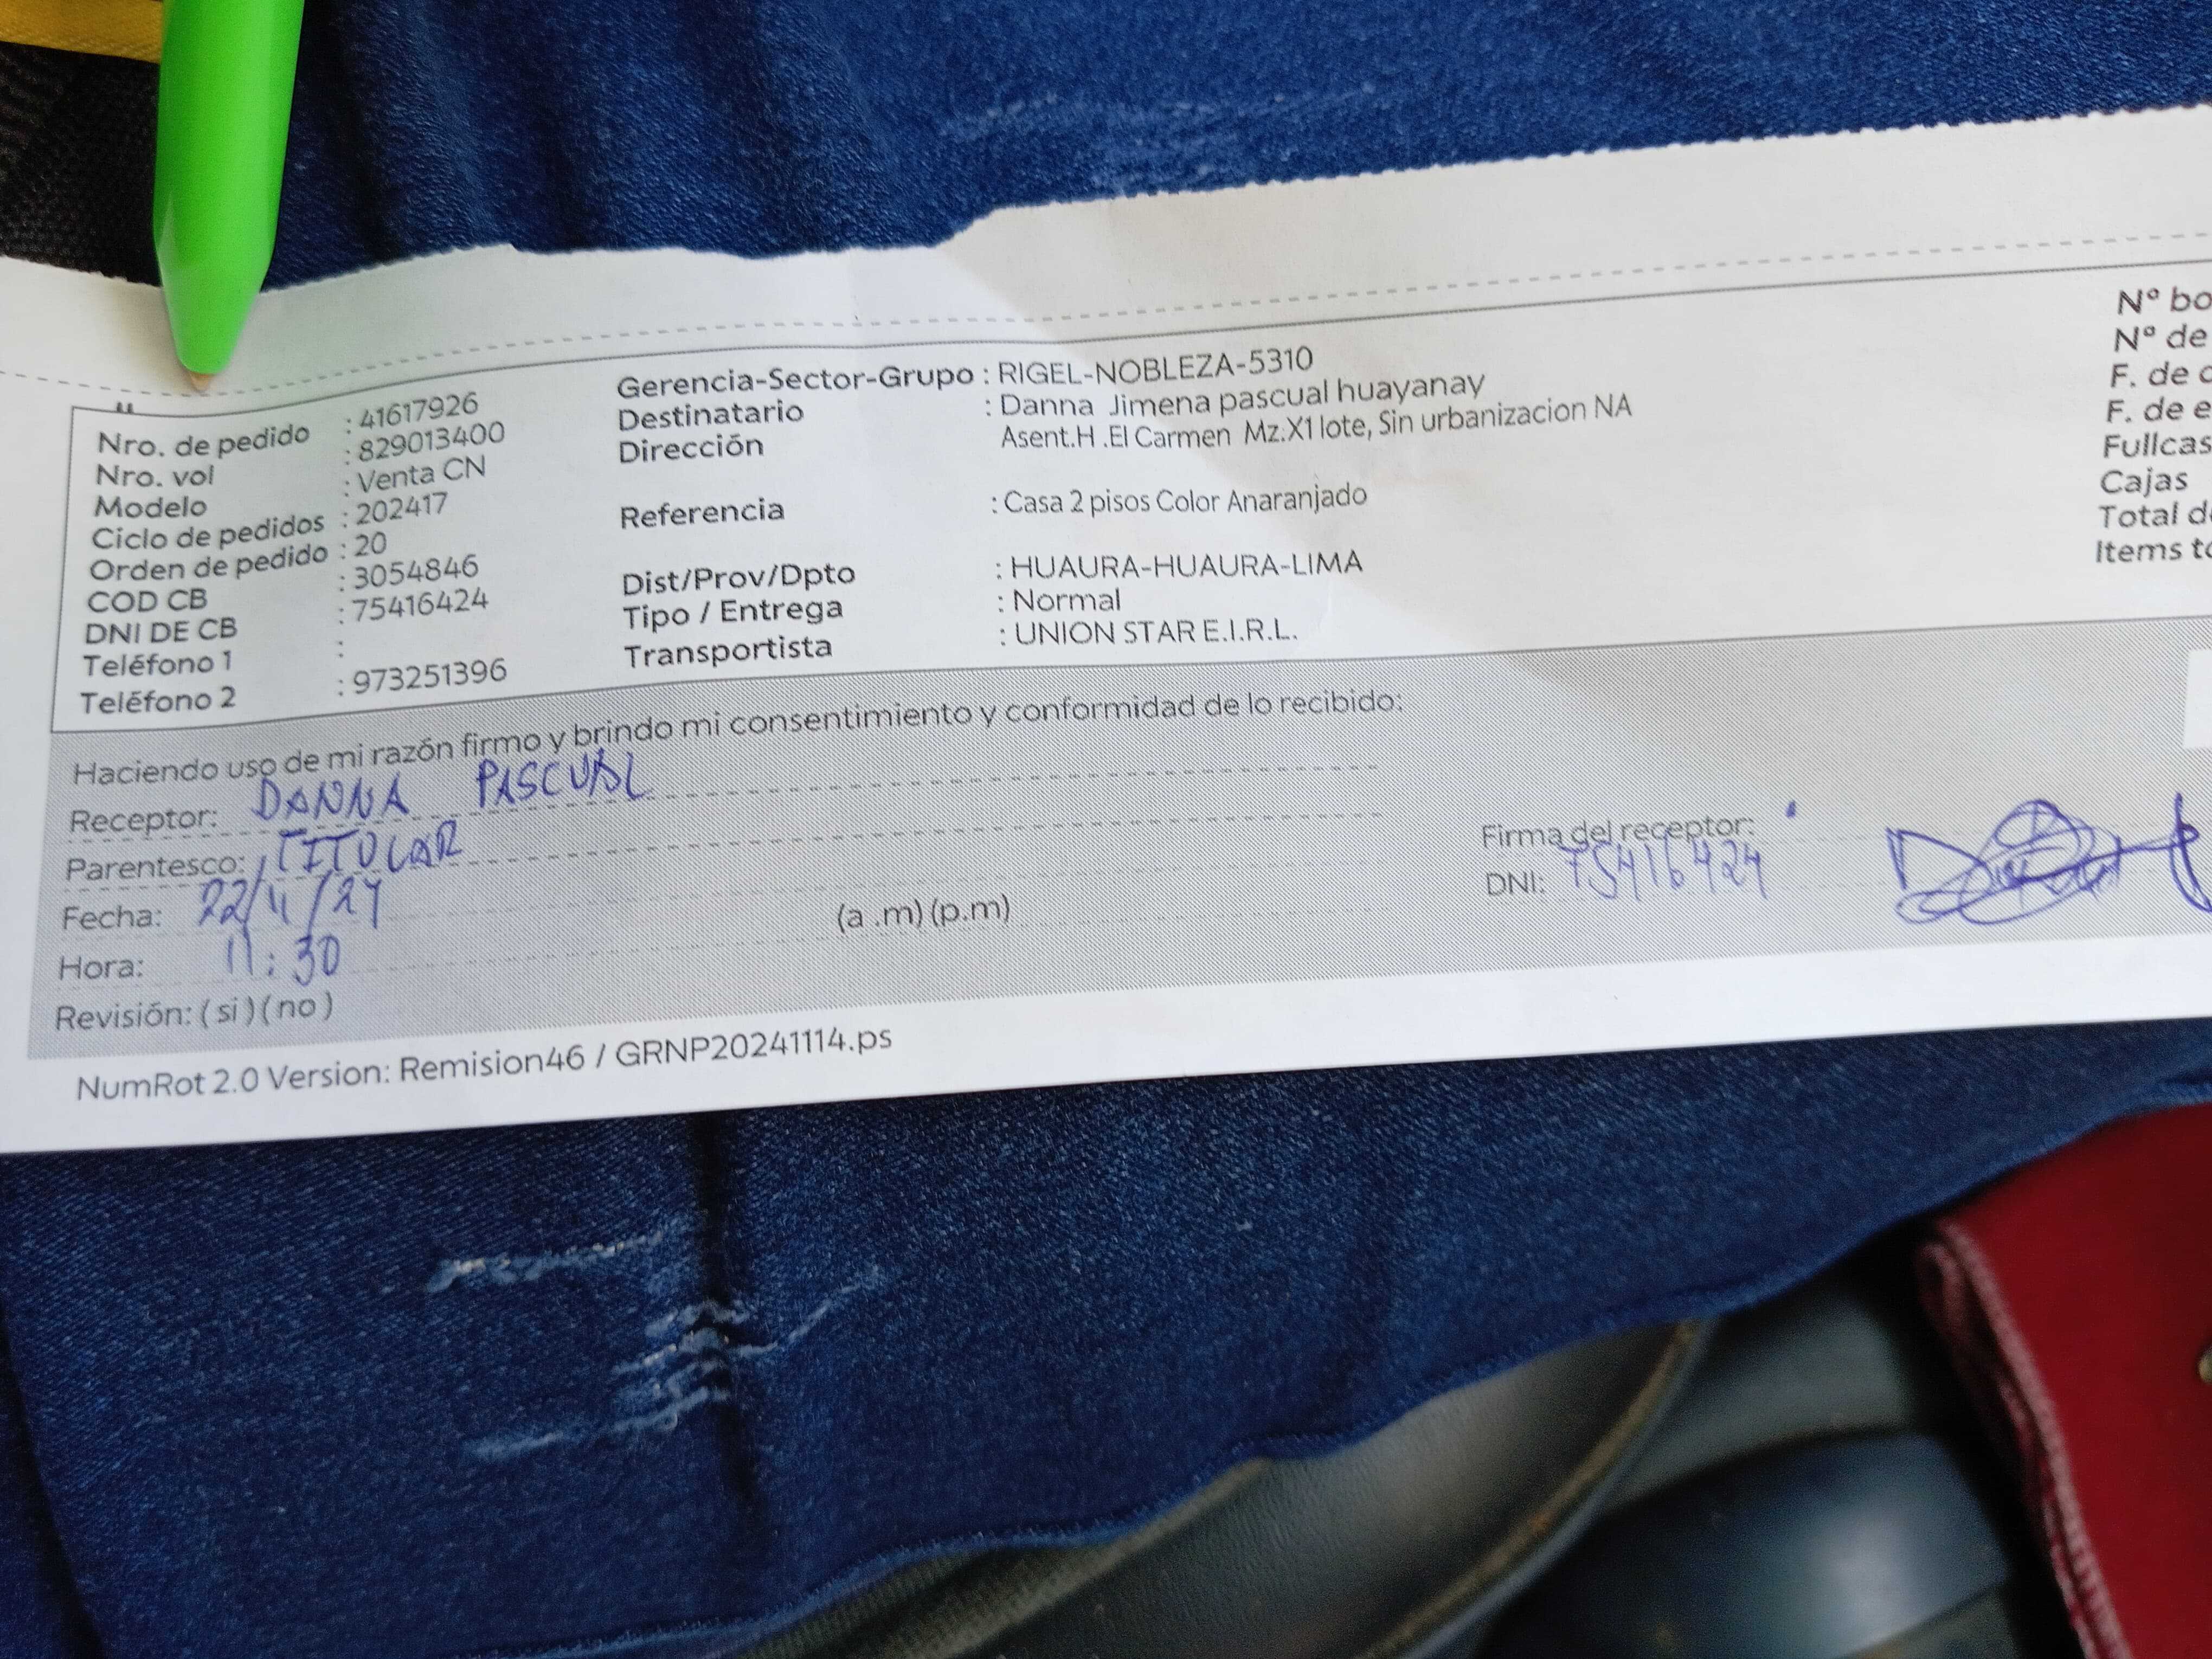 Nro. de pedido : 41617926
Nro. vol : 829013400
Modelo : Venta CN
Ciclo de pedidos : 202417
Orden de pedido : 20
COD CB : 3054846
DNI DE CB : 75416424
Teléfono 1 :
Teléfono 2 : 973251396
Gerencia-Sector-Grupo : RIGEL-NOBLEZA-5310
Destinatario : Danna Jimena pascual huayanay
Dirección Asent.H .El Carmen Mz.X1 lote, Sin urbanizacion NA
Referencia : Casa 2 pisos Color Anaranjado
Dist/Prov/Dpto : HUAURA-HUAURA-LIMA
Tipo / Entrega : Normal
Transportista : UNION STAR E.I.R.L.
Nº bo
Nº de
F. de c
F. de e
Fullcas
Cajas
Total de
Items to
Haciendo uso de mi razón firmo y brindo mi consentimiento y conformidad de lo recibido:
Receptor: DANNA PASCUAL
Parentesco: TITULAR
Fecha: 22/11/24
Hora: 11:30 (a .m) (p.m)
Revisión: ( si ) ( no )
Firma del receptor:
DNI: 75416424
NumRot 2.0 Version: Remision46 / GRNP20241114.ps